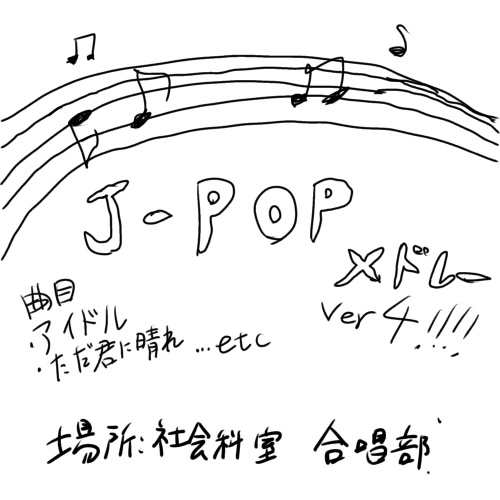 J-POP
メドレー
ver 4!!!!
曲目
・アイドル
・ただ君に晴れ ...etc
場所:社会科室 合唱部